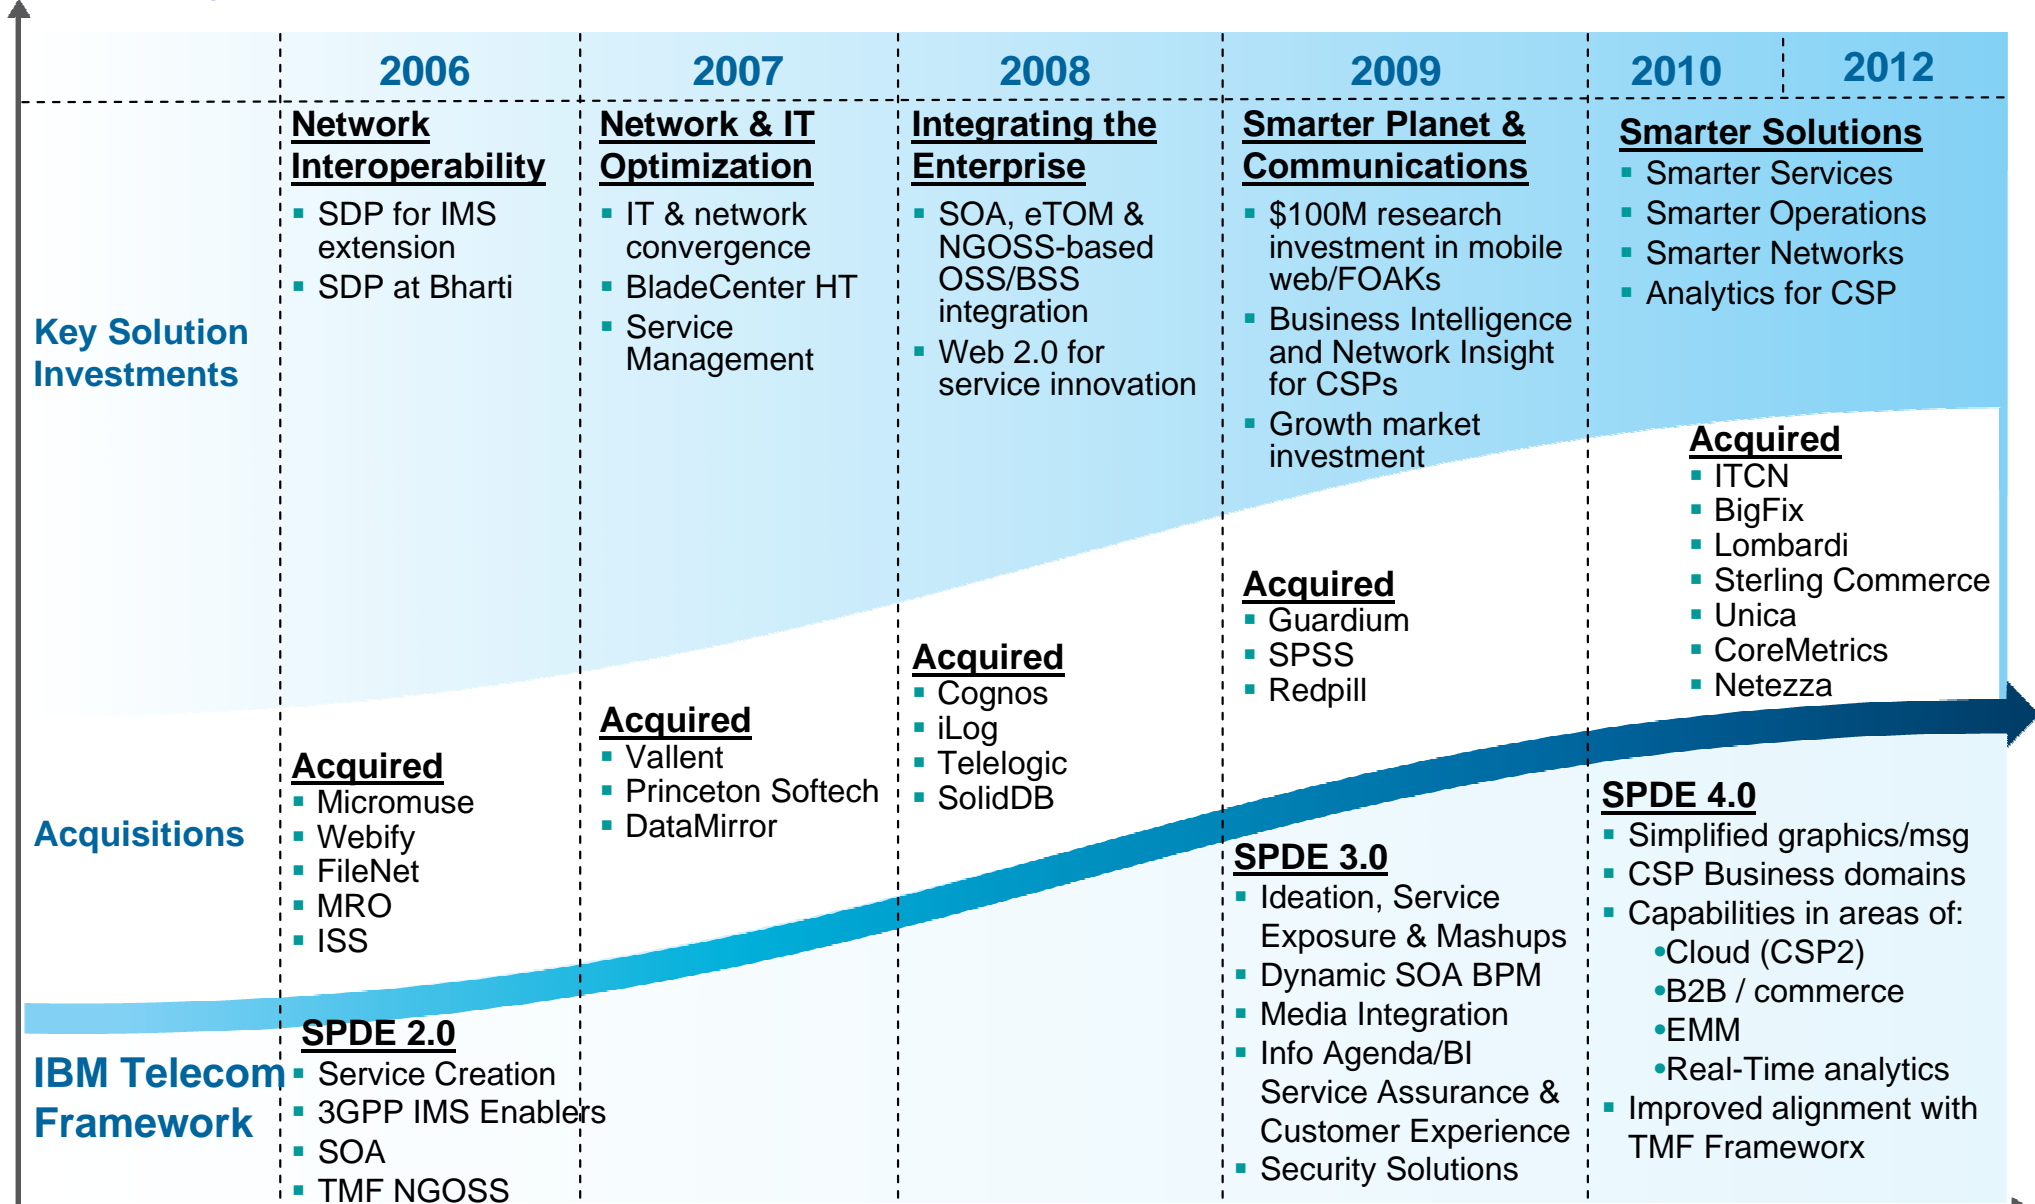 2006
2007
2008
2009
2010
2012
Key Solution
Investments
Network
Interoperability
SDP for IMS
extension
SDP at Bharti
Network & IT
Optimization
IT & network
convergence
BladeCenter HT
Service
Management
Integrating the
Enterprise
SOA, eTOM &
NGOSS-based
OSS/BSS
integration
Web 2.0 for
service innovation
Smarter Planet &
Communications
$100M research
investment in mobile
web/FOAKs
Business Intelligence
and Network Insight
for CSPs
Growth market
investment
Smarter Solutions
Smarter Services
Smarter Operations
Smarter Networks
Analytics for CSP
Acquisitions
Acquired
Micromuse
Webify
FileNet
MRO
ISS
Acquired
Vallent
Princeton Softech
DataMirror
Acquired
Cognos
iLog
Telelogic
SolidDB
Acquired
Guardium
SPSS
Redpill
Acquired
ITCN
BigFix
Lombardi
Sterling Commerce
Unica
CoreMetrics
Netezza
IBM Telecom
Framework
SPDE 2.0
Service Creation
3GPP IMS Enablers
SOA
TMF NGOSS
SPDE 3.0
Ideation, Service
Exposure & Mashups
Dynamic SOA BPM
Media Integration
Info Agenda/BI
Service Assurance &
Customer Experience
Security Solutions
SPDE 4.0
Simplified graphics/msg
CSP Business domains
Capabilities in areas of:
Cloud (CSP2)
B2B / commerce
EMM
Real-Time analytics
Improved alignment with
TMF Frameworx